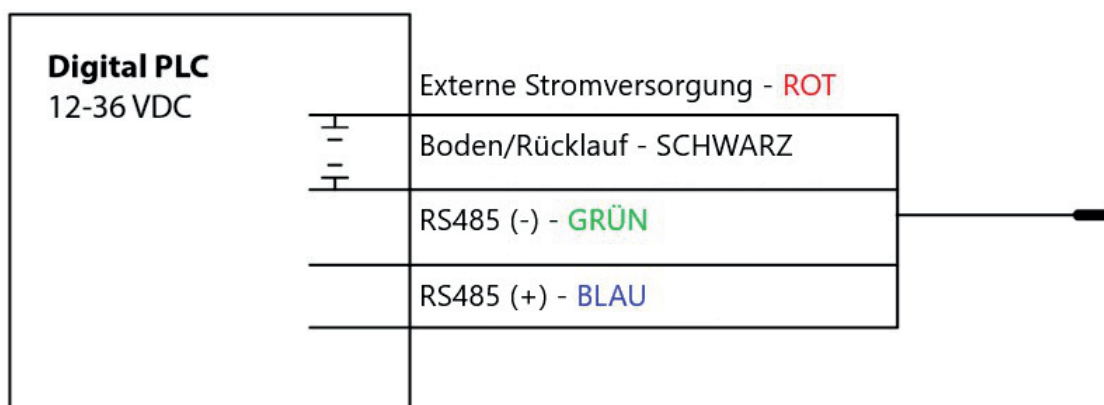 Digital PLC
12-36 VDC
Externe Stromversorgung - ROT
Boden/Rücklauf - SCHWARZ
RS485 (-) - GRÜN
RS485 (+) - BLAU